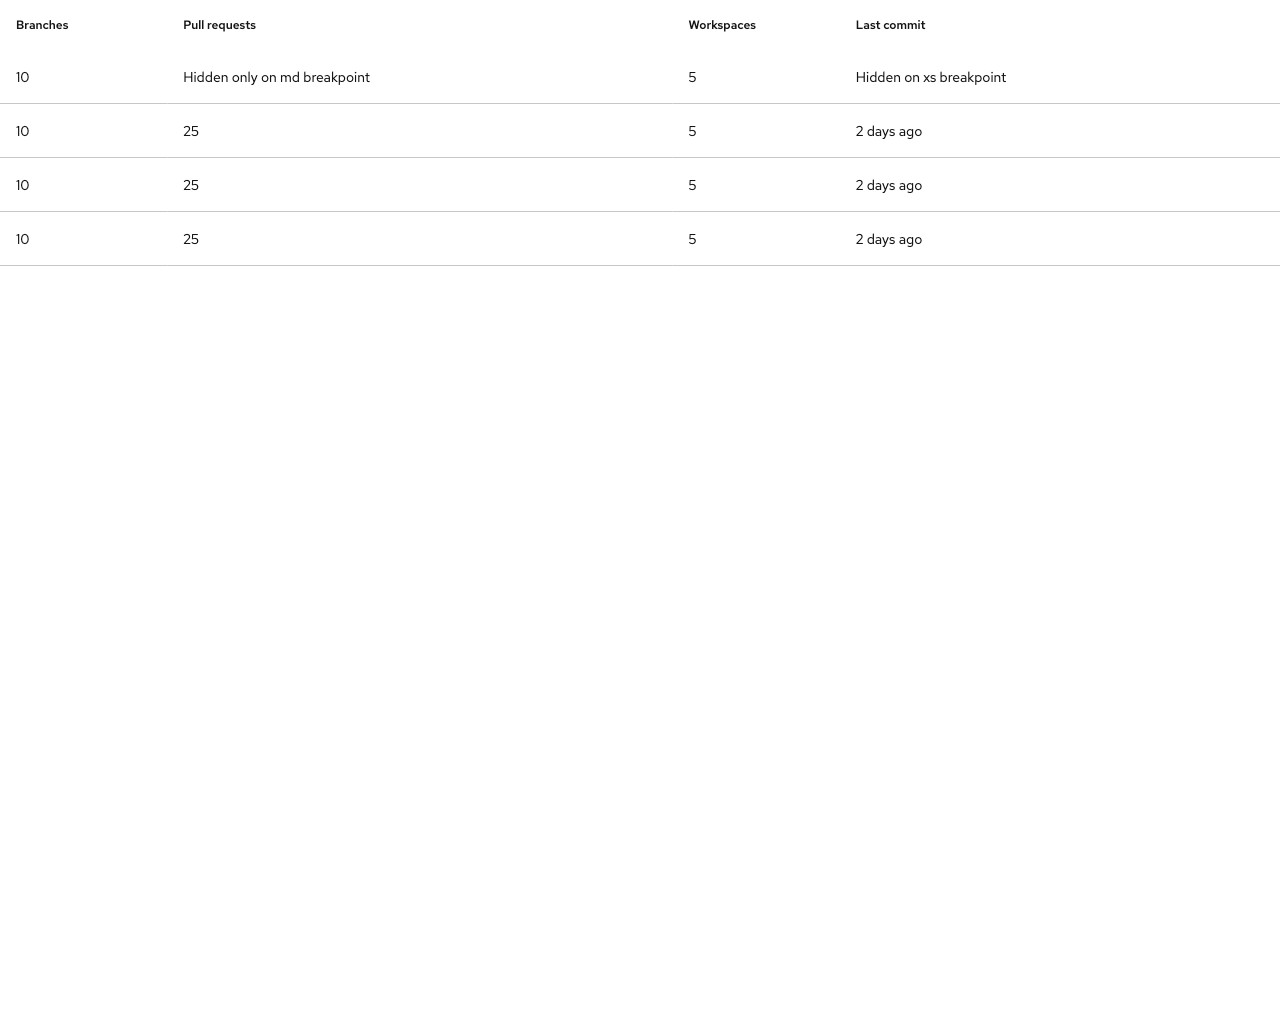 Branches Pull requests Workspaces Last commit
10 Hidden only on md breakpoint 5 Hidden on xs breakpoint
10 25 5 2 days ago
10 25 5 2 days ago
10 25 5 2 days ago